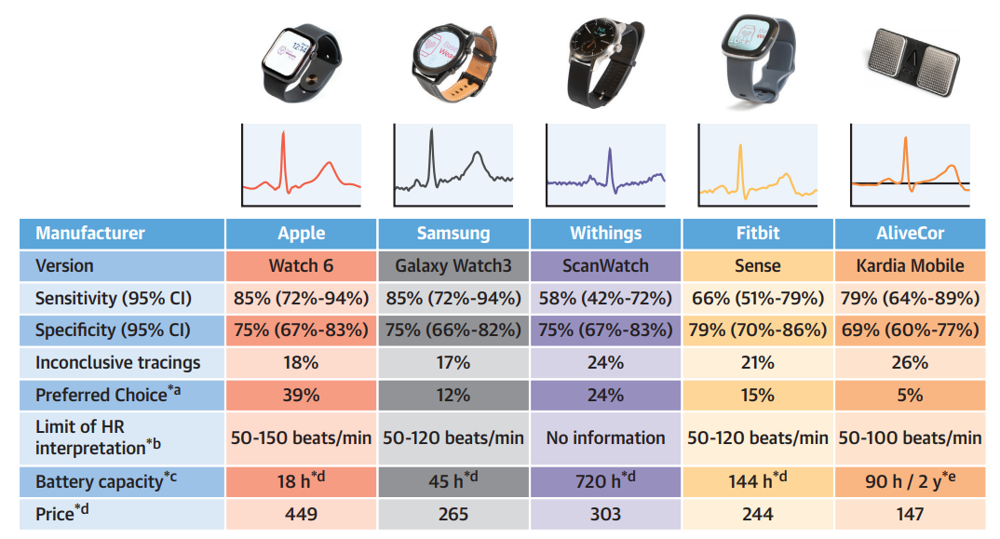 Manufacturer Apple Samsung Withings Fitbit AliveCor
Version Watch 6 Galaxy Watch3 ScanWatch Sense Kardia Mobile
Sensitivity (95% CI) 85% (72%-94%) 85% (72%-94%) 58% (42%-72%) 66% (51%-79%) 79% (64%-89%)
Specificity (95% CI) 75% (67%-83%) 75% (66%-82%) 75% (67%-83%) 79% (70%-86%) 69% (60%-77%)
Inconclusive tracings 18% 17% 24% 21% 26%
Preferred Choice*a 39% 12% 24% 15% 5%
Limit of HR
interpretation*b 50-150 beats/min 50-120 beats/min No information 50-120 beats/min 50-100 beats/min
Battery capacity*c 18 h*d 45 h*d 720 h*d 144 h*d 90 h / 2 y*e
Price*d 449 265 303 244 147